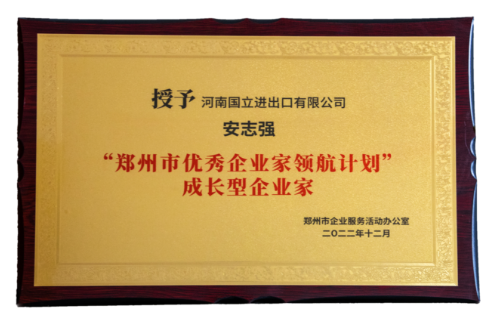 授予 河南国立进出口有限公司
安志强
“郑州市优秀企业家领航计划”
成长型企业家
郑州市企业服务活动办公室
二〇二二年十二月